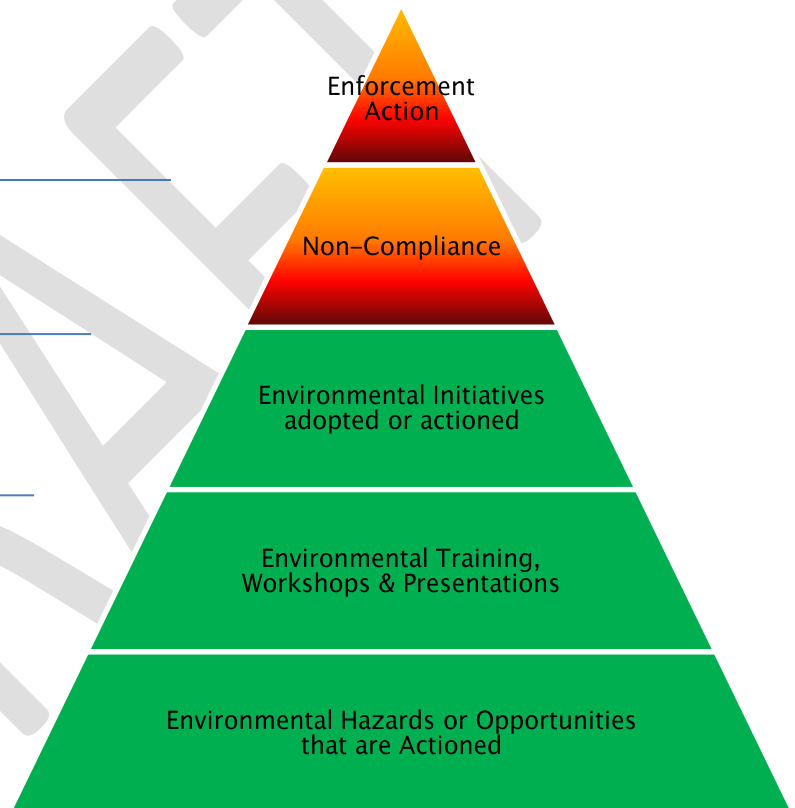 Enforcement
Action
Non-Compliance
Environmental Initiatives
adopted or actioned
Environmental Training,
Workshops & Presentations
Environmental Hazards or Opportunities
that are Actioned